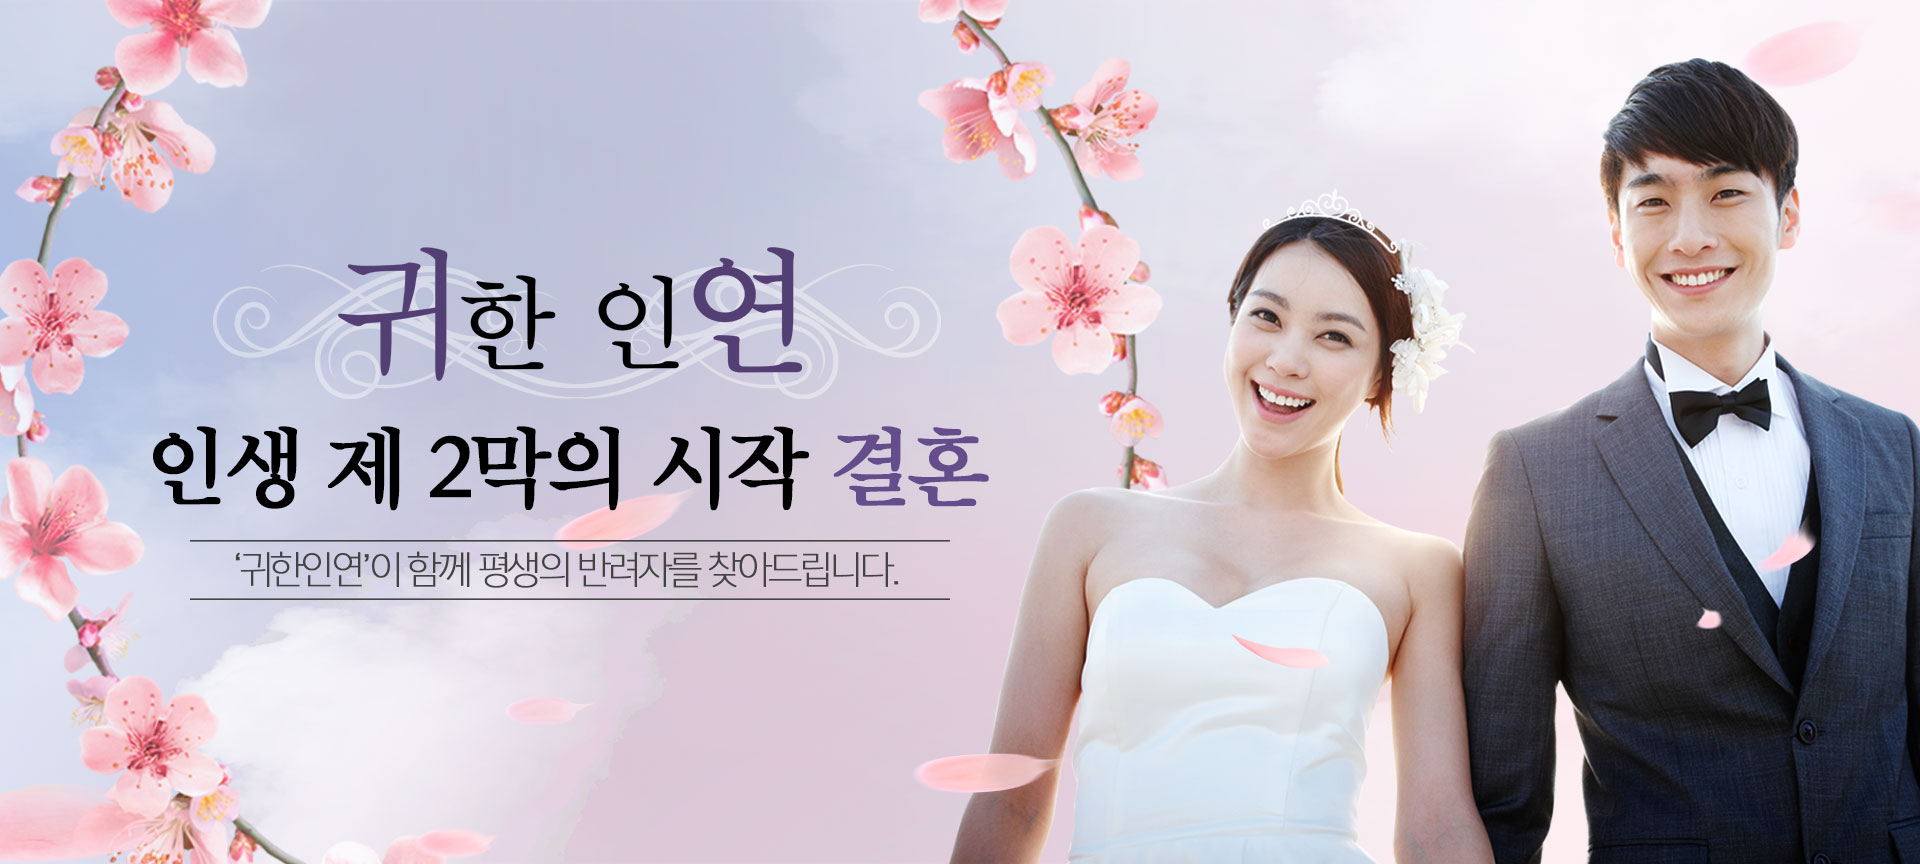 귀한 인연
인생 제 2막의 시작 결혼
‘귀한인연’이 함께 평생의 반려자를 찾아드립니다.